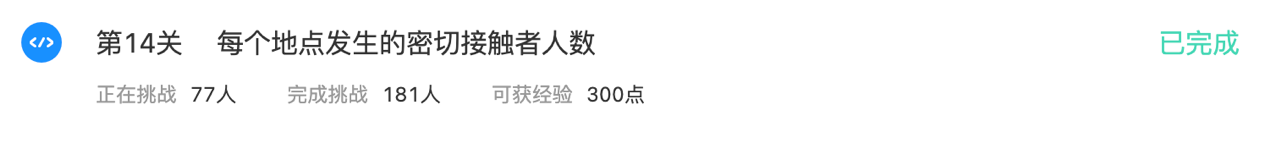 第14关 每个地点发生的密切接触者人数 已完成
正在挑战 77人 完成挑战 181人 可获经验 300点